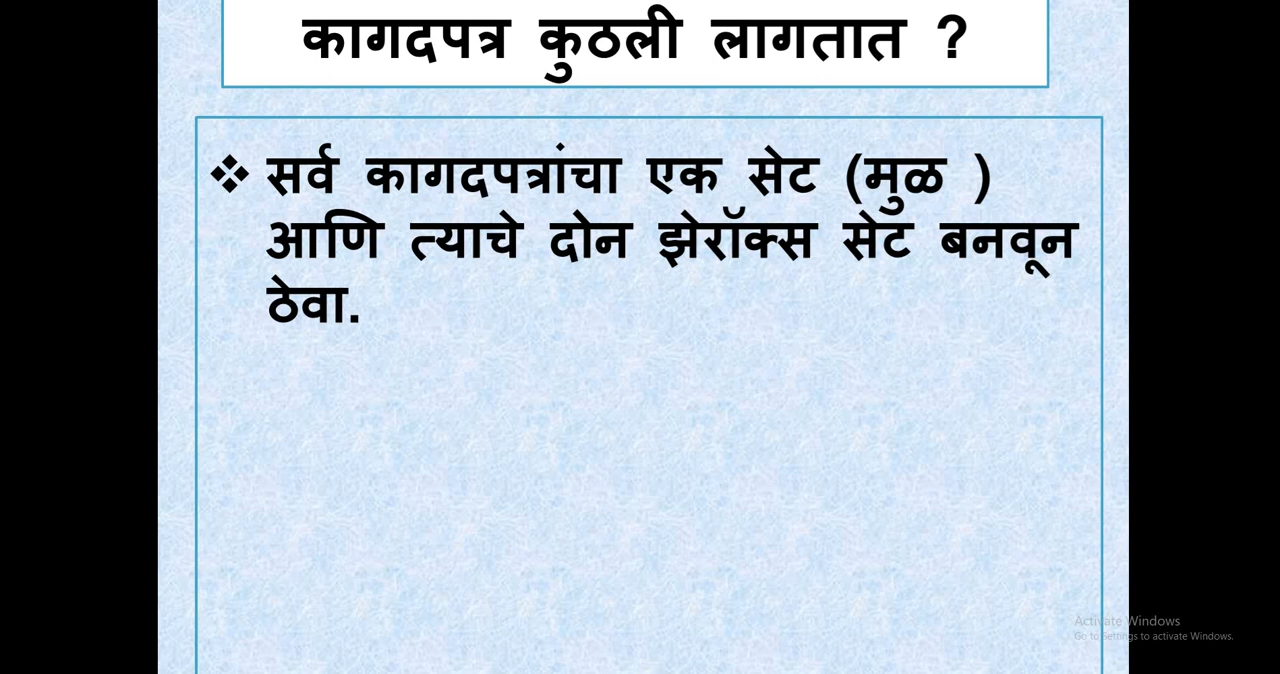 कागदपत्र कुठली लागतात ?
❖ सर्व कागदपत्रांचा एक सेट (मुळ )
आणि त्याचे दोन झेरॉक्स सेट बनवून
ठेवा.
Activate Windows
Go to Settings to activate Windows.